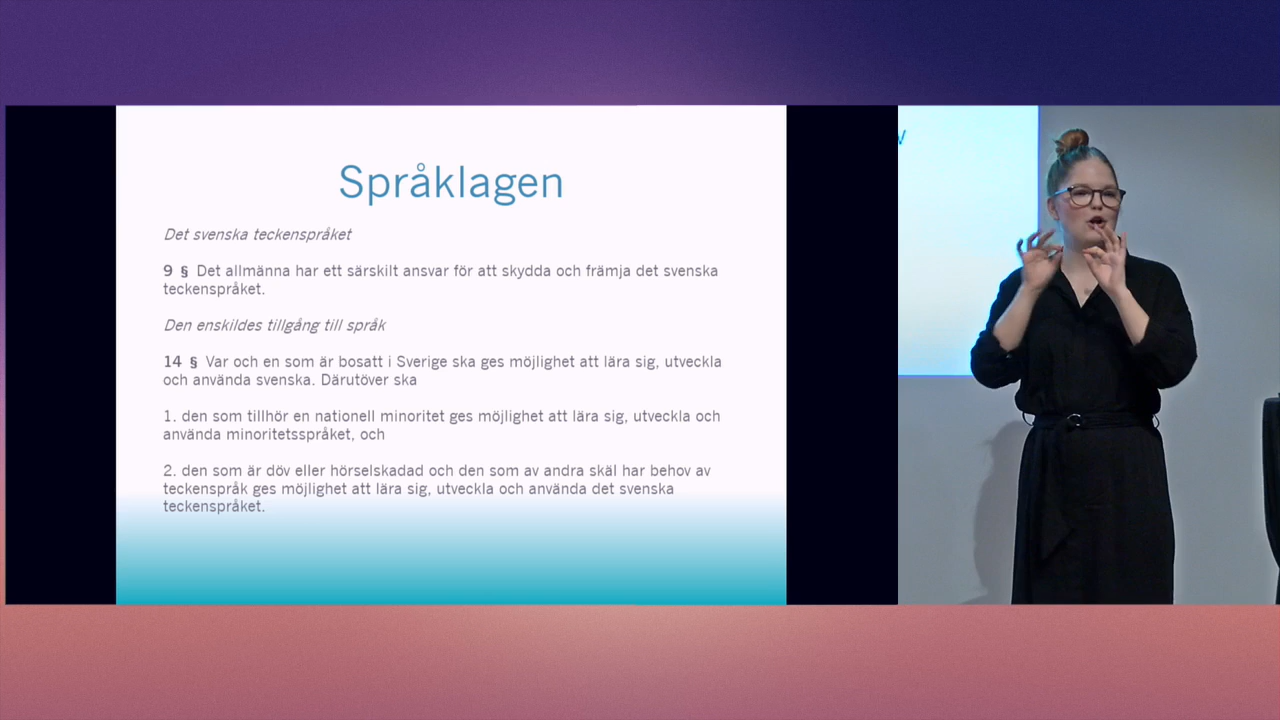 Språklagen
Det svenska teckenspråket
9 § Det allmänna har ett särskilt ansvar för att skydda och främja det svenska
teckenspråket.
Den enskildes tillgång till språk
14 § Var och en som är bosatt i Sverige ska ges möjlighet att lära sig, utveckla
och använda svenska. Därutöver ska
1. den som tillhör en nationell minoritet ges möjlighet att lära sig, utveckla och
använda minoritetsspråket, och
2. den som är döv eller hörselskadad och den som av andra skäl har behov av
teckenspråk ges möjlighet att lära sig, utveckla och använda det svenska
teckenspråket.